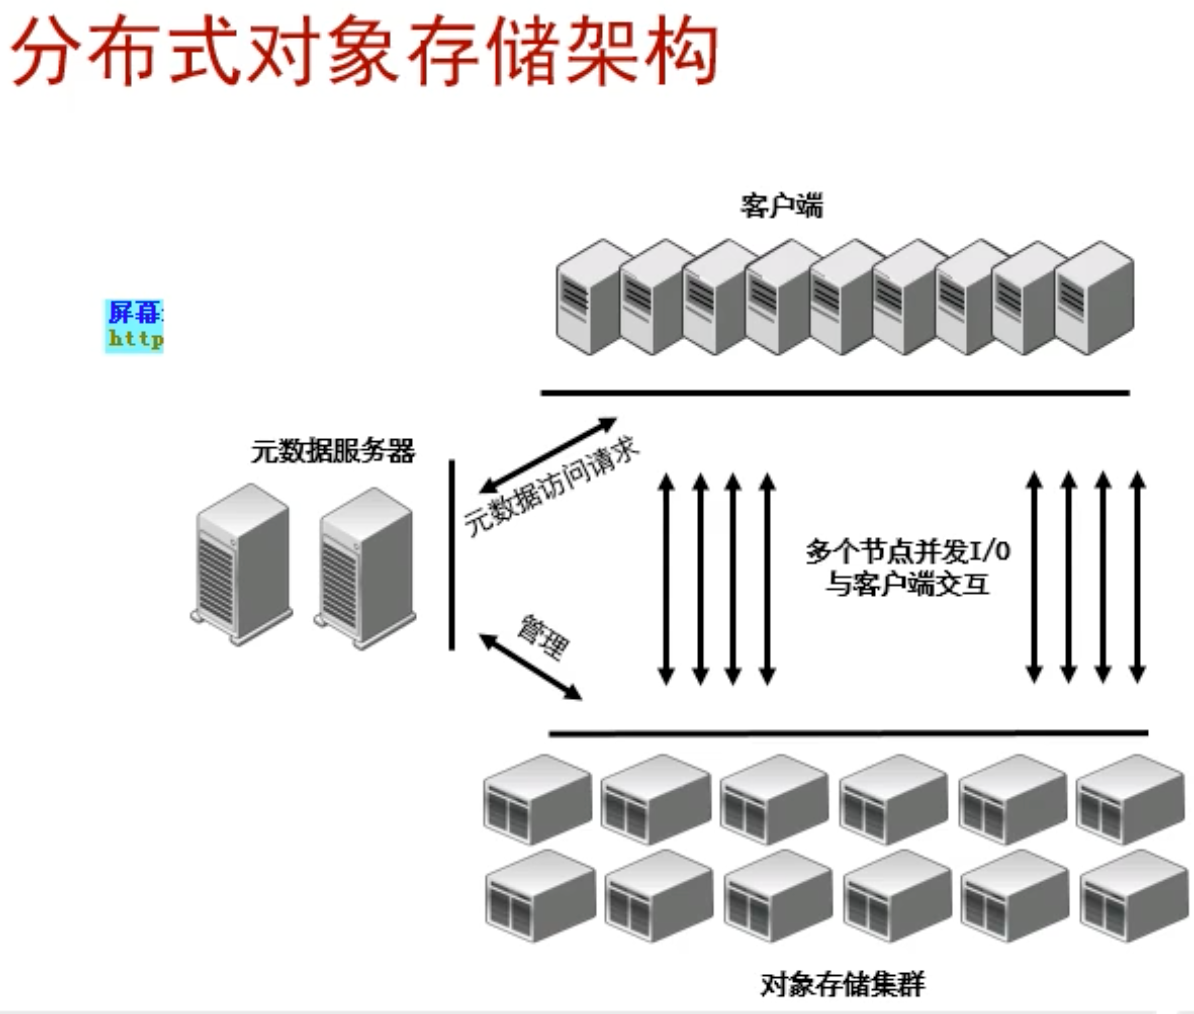 分布式对象存储架构
客户端
屏幕
http
元数据服务器
元数据访问请求
多个节点并发I/O
与客户端交互
管理
对象存储集群